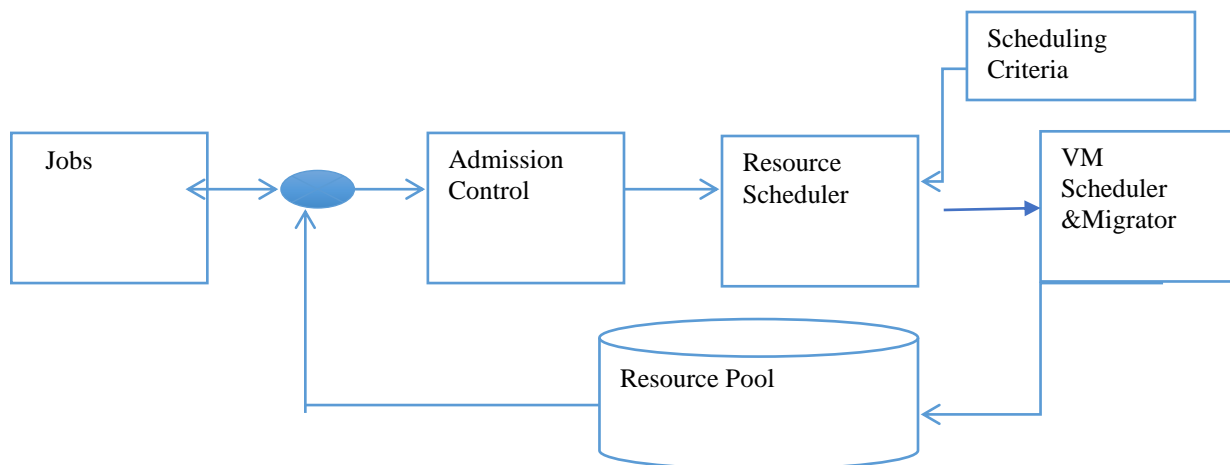 Scheduling
Criteria
Jobs
Admission
Control
Resource
Scheduler
VM
Scheduler
&Migrator
Resource Pool